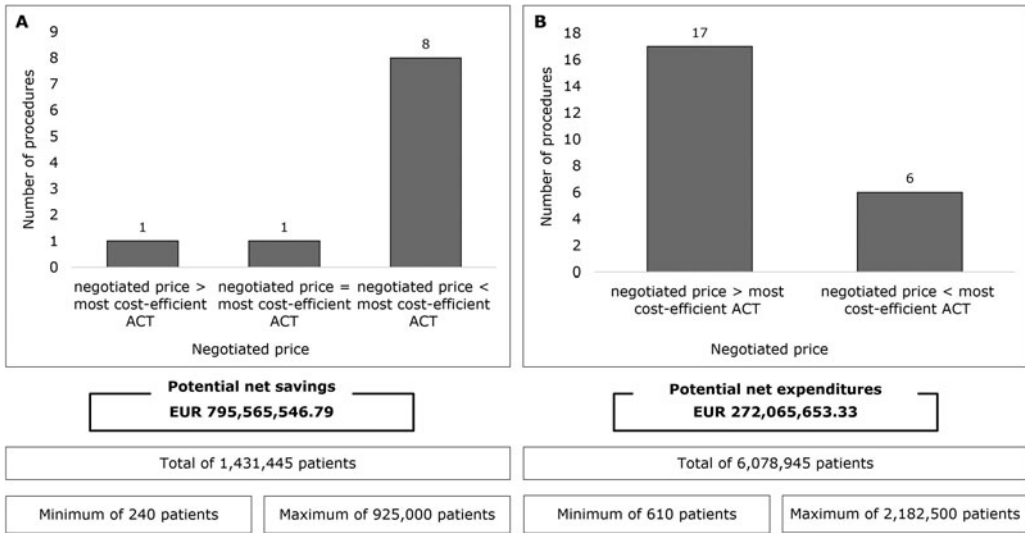 A
Number of procedures
9
8
7
6
5
4
3
2
1
0
1
1
8
negotiated price > most cost-efficient ACT
negotiated price = most cost-efficient ACT
negotiated price < most cost-efficient ACT
Negotiated price
Potential net savings
EUR 795,565,546.79
Total of 1,431,445 patients
Minimum of 240 patients
Maximum of 925,000 patients
B
Number of procedures
18
16
14
12
10
8
6
4
2
0
17
6
negotiated price > most
cost-efficient ACT
negotiated price < most
cost-efficient ACT
Negotiated price
Potential net expenditures
EUR 272,065,653.33
Total of 6,078,945 patients
Minimum of 610 patients
Maximum of 2,182,500 patients